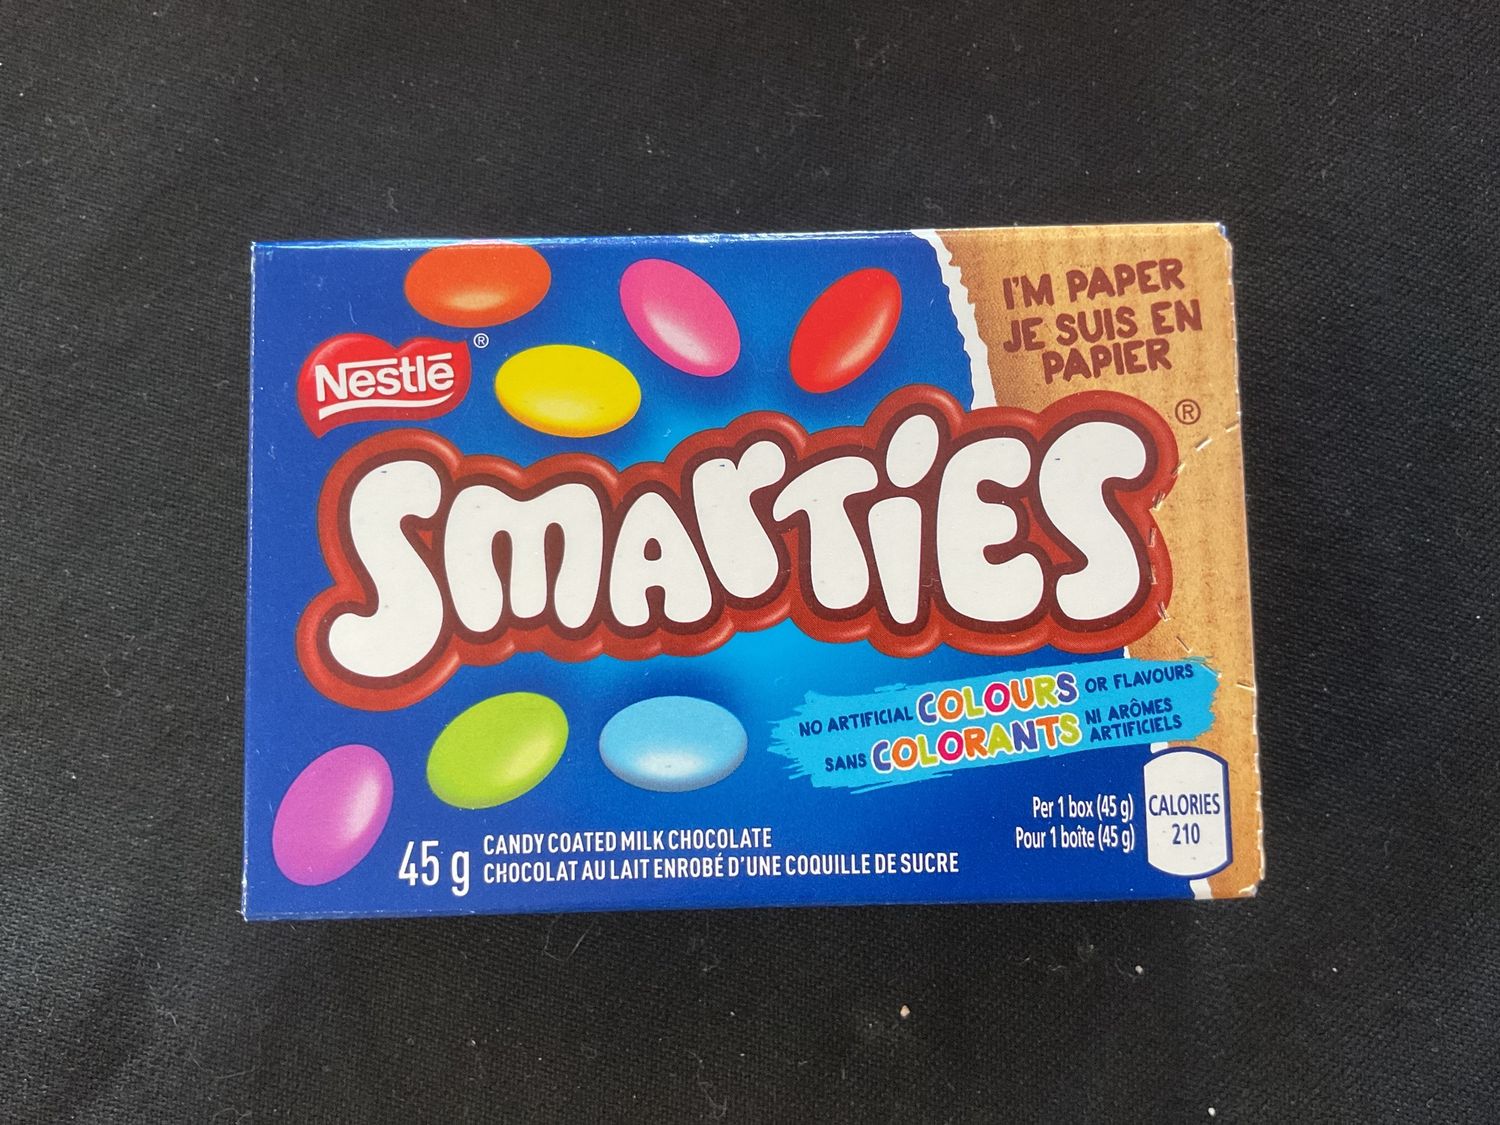 I'M PAPER
JE SUIS EN
PAPIER
Nestlē ®
SMARTIES ®
NO ARTIFICIAL COLOURS OR FLAVOURS
SANS COLORANTS NI ARÔMES ARTIFICIELS
Per 1 box (45 g)
Pour 1 boîte (45 g)
CALORIES
210
45 g
CANDY COATED MILK CHOCOLATE
CHOCOLAT AU LAIT ENROBÉ D'UNE COQUILLE DE SUCRE